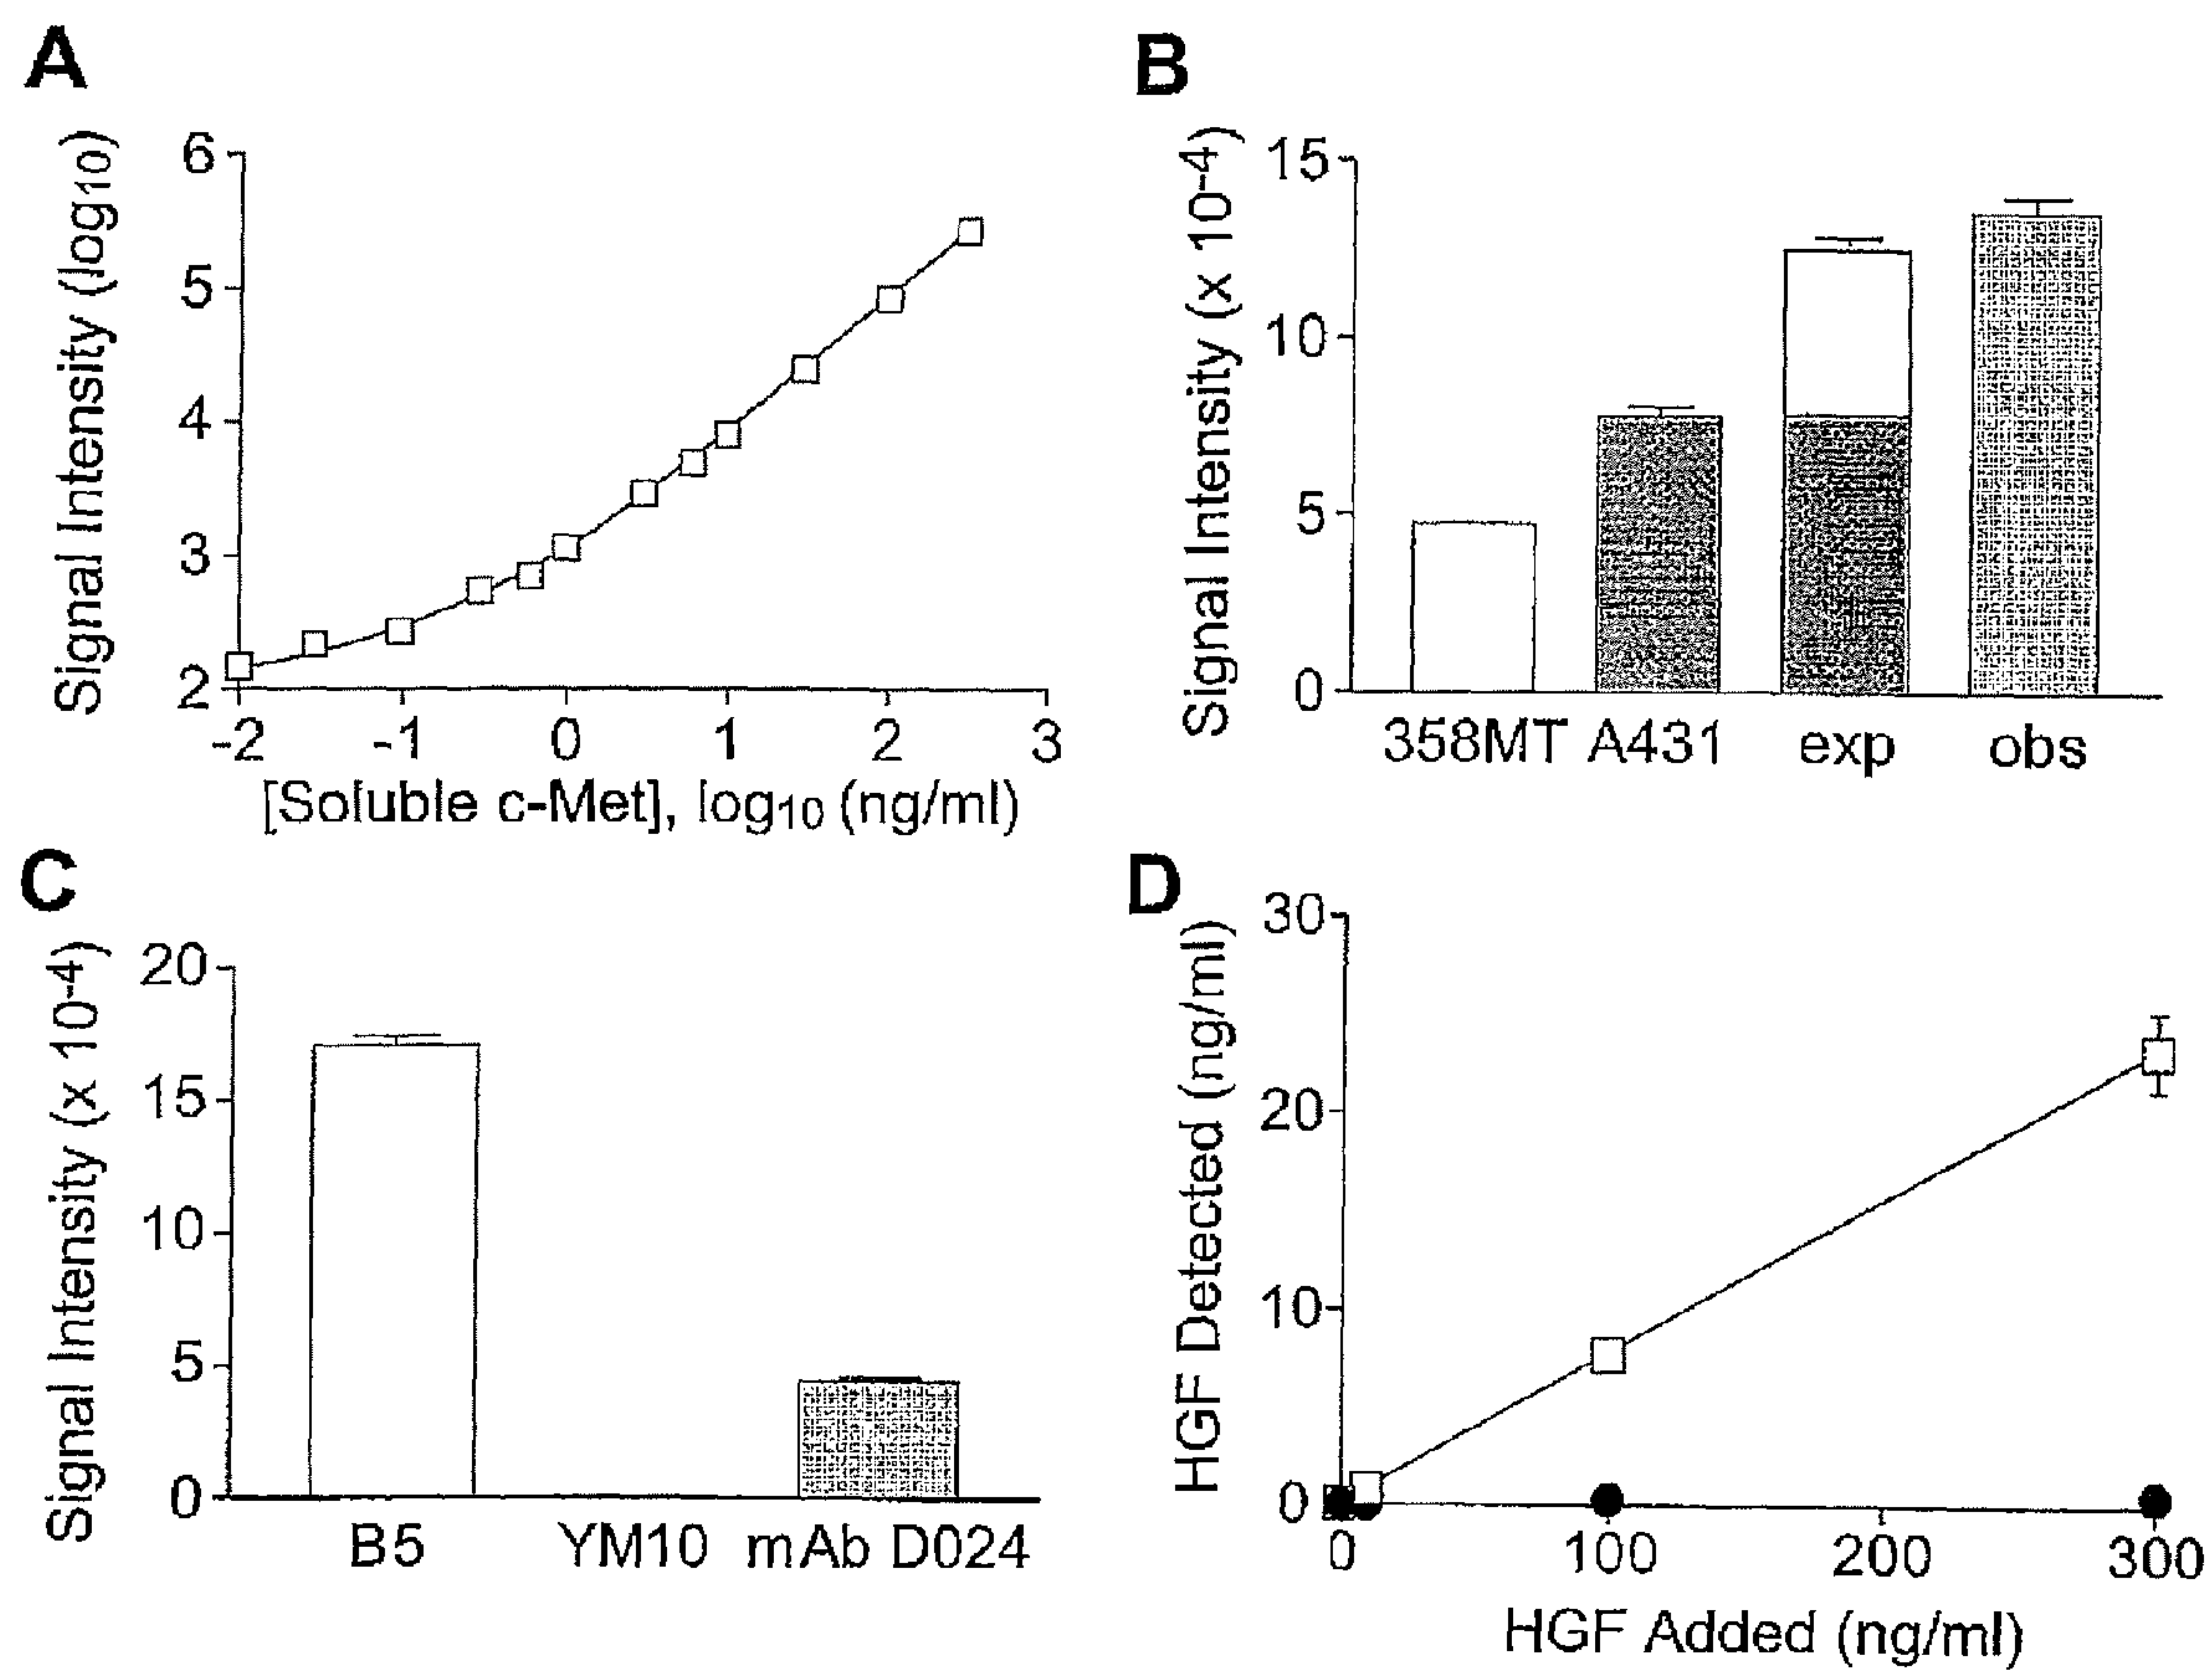 A
Signal Intensity (log10)
6
5
4
3
2
-2 -1 0 1 2 3
[Soluble c-Met], log10 (ng/ml)
B
Signal Intensity (x 10-4)
15
10
5
0
358MT A431 exp obs
C
Signal Intensity (x 10-4)
20
15
10
5
0
B5 YM10 mAb D024
D
HGF Detected (ng/ml)
30
20
10
0
0 100 200 300
HGF Added (ng/ml)